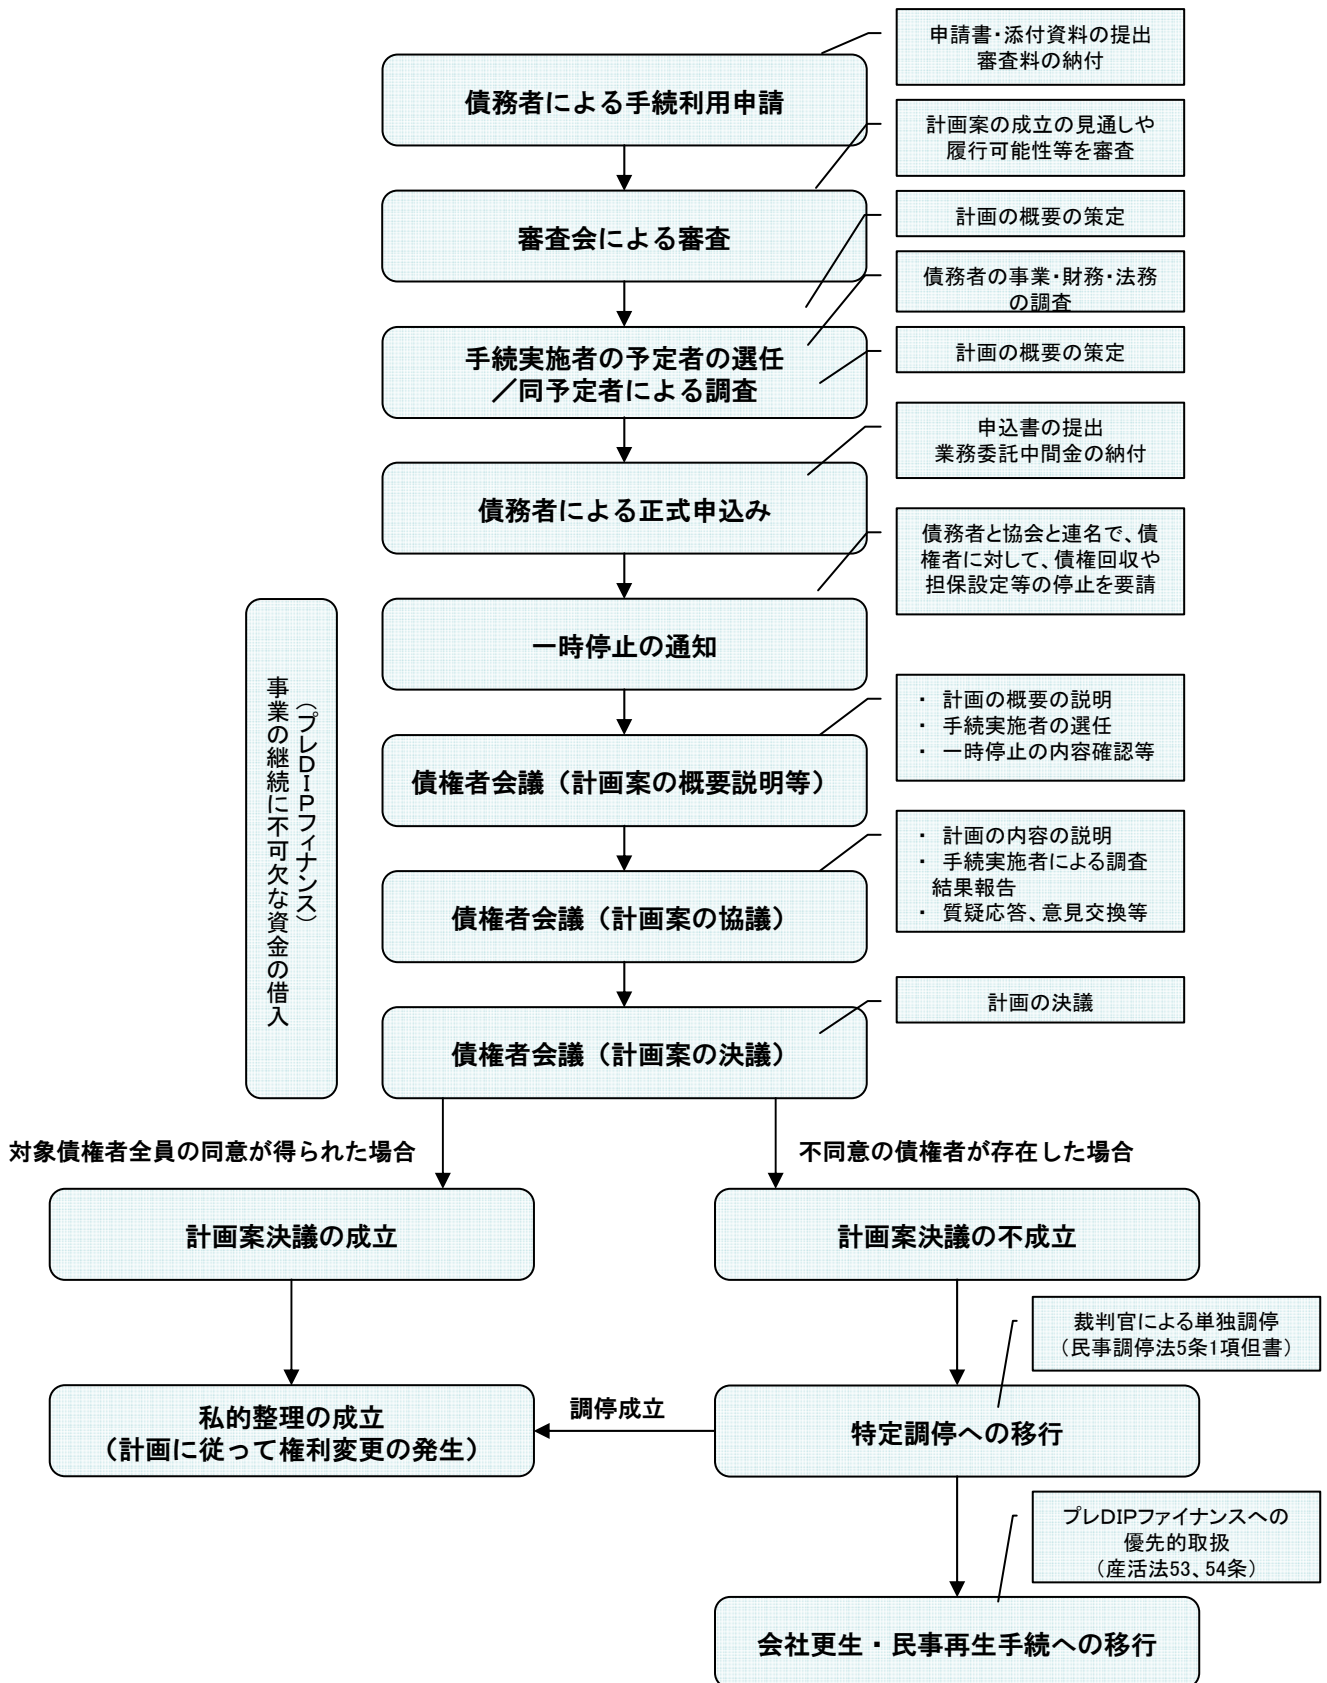 申請書・添付資料の提出
審査料の納付
債務者による手続利用申請
計画案の成立の見通しや
履行可能性等を審査
審査会による審査
計画の概要の策定
債務者の事業・財務・法務
の調査
手続実施者の予定者の選任
／同予定者による調査
計画の概要の策定
申込書の提出
業務委託中間金の納付
債務者による正式申込み
債務者と協会と連名で、債
権者に対して、債権回収や
担保設定等の停止を要請
一時停止の通知
（プレDIPフィナンス）
事業の継続に不可欠な資金の借入
・ 計画の概要の説明
・ 手続実施者の選任
・ 一時停止の内容確認等
債権者会議（計画案の概要説明等）
・ 計画の内容の説明
・ 手続実施者による調査
結果報告
・ 質疑応答、意見交換等
債権者会議（計画案の協議）
計画の決議
債権者会議（計画案の決議）
対象債権者全員の同意が得られた場合
不同意の債権者が存在した場合
計画案決議の成立
計画案決議の不成立
裁判官による単独調停
（民事調停法5条1項但書）
私的整理の成立
（計画に従って権利変更の発生）
調停成立
特定調停への移行
プレDIPファイナンスへの
優先的取扱
（産活法53、54条）
会社更生・民事再生手続への移行